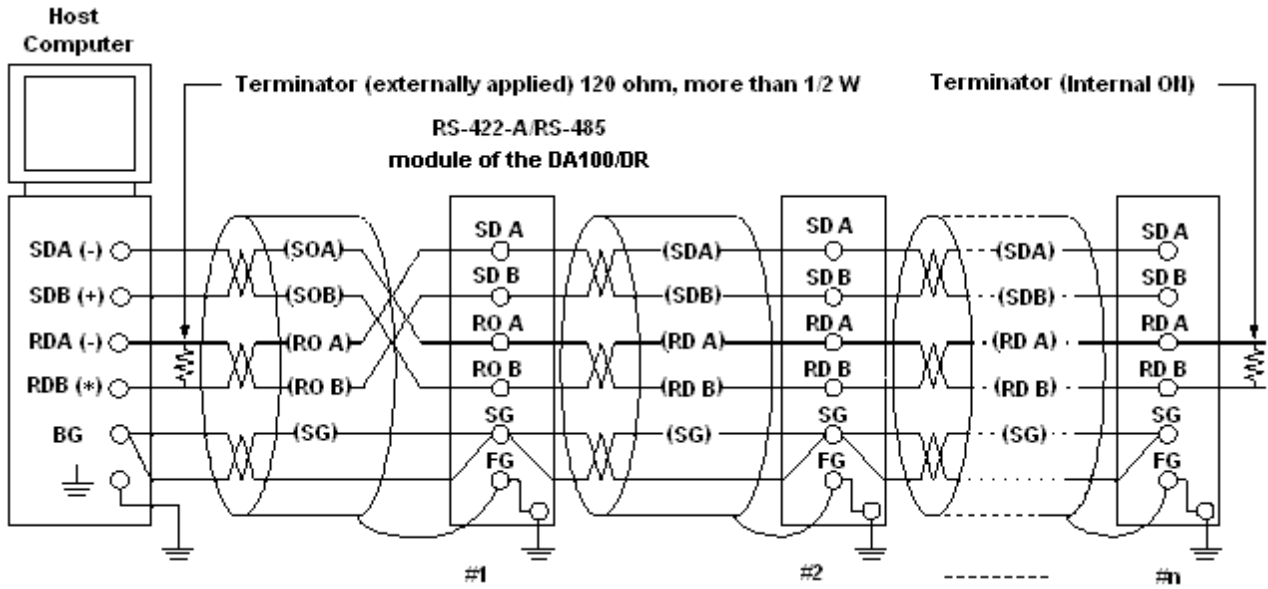 Host
Computer
Terminator (externally applied) 120 ohm, more than 1/2 W
Terminator (Internal ON)
RS-422-A/RS-485
module of the DA100/DR
SDA (-)
(SOA)
SD A
(SDA)
SD A
(SDA)
SD A
SDB (+)
(SOB)
SD B
(SDB)
SD B
(SDB)
SD B
RDA (-)
(RO A)
RO A
(RD A)
RD A
(RD A)
RD A
RDB (*)
(RO B)
RO B
(RD B)
RD B
(RD B)
RD B
BG
(SG)
SG
(SG)
SG
(SG)
SG
FG
FG
FG
#1
#2
#n